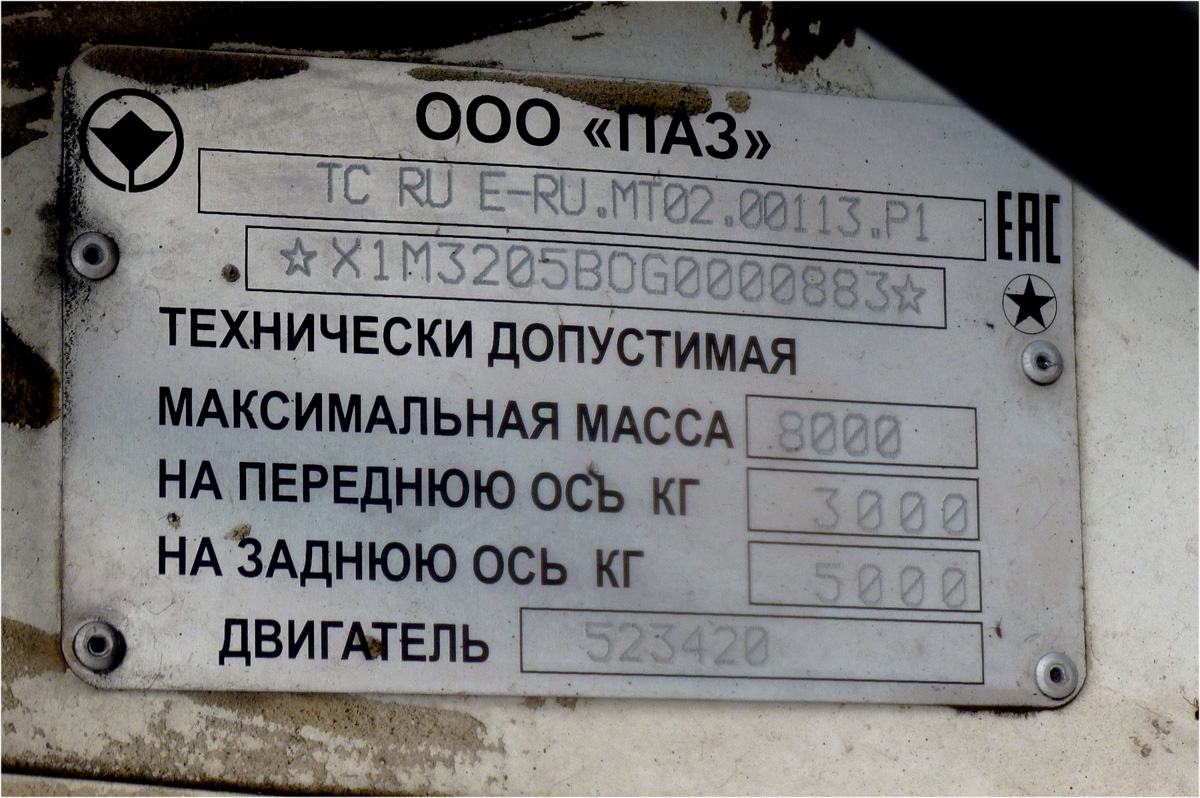 ООО «ПАЗ»
TC RU E-RU.MT02.00113.P1
EAC
☆X1M3205BOG0000883☆
ТЕХНИЧЕСКИ ДОПУСТИМАЯ
МАКСИМАЛЬНАЯ МАССА 8000
НА ПЕРЕДНЮЮ ОСЬ КГ 3000
НА ЗАДНЮЮ ОСЬ КГ 5000
ДВИГАТЕЛЬ 523420